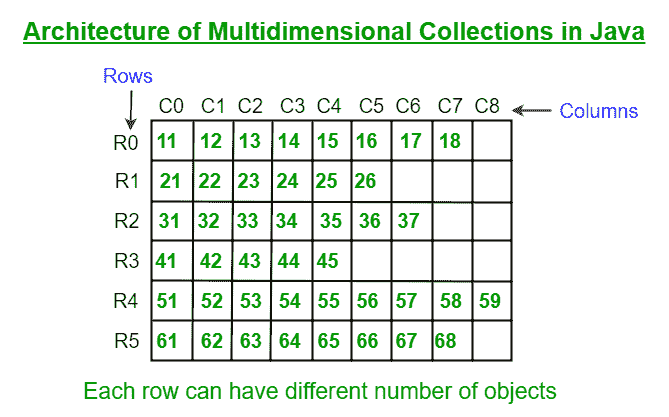 Architecture of Multidimensional Collections in Java
Rows
C0 C1 C2 C3 C4 C5 C6 C7 C8 Columns
R0 11 12 13 14 15 16 17 18
R1 21 22 23 24 25 26
R2 31 32 33 34 35 36 37
R3 41 42 43 44 45
R4 51 52 53 54 55 56 57 58 59
R5 61 62 63 64 65 66 67 68
Each row can have different number of objects